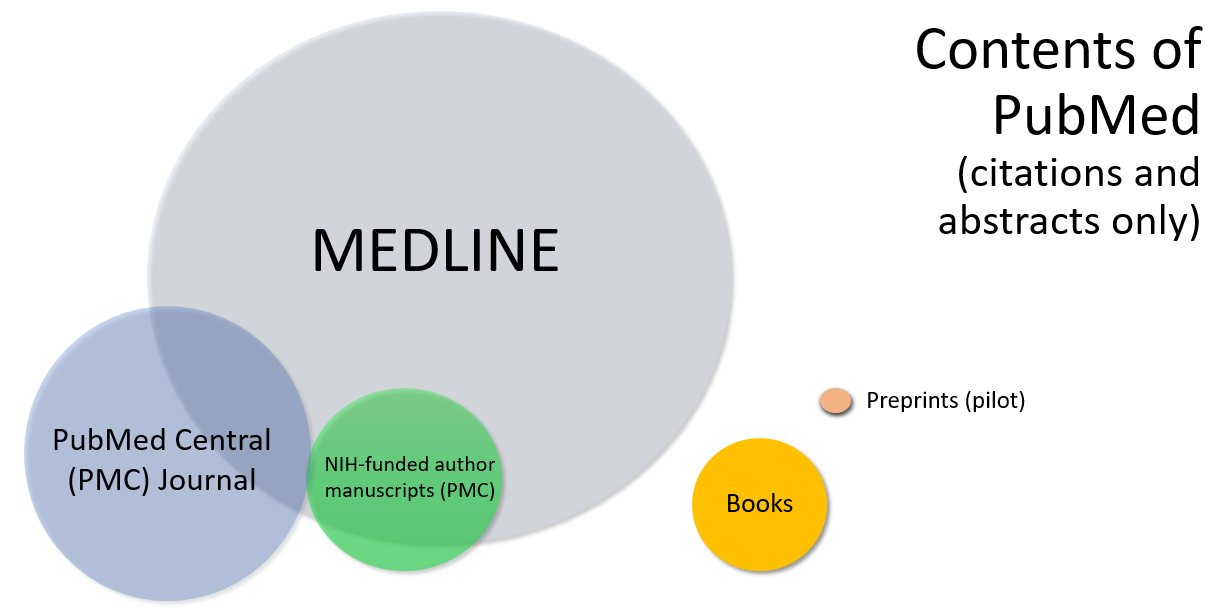 Contents of
PubMed
(citations and
abstracts only)
MEDLINE
Preprints (pilot)
PubMed Central
(PMC) Journal
NIH-funded author
manuscripts (PMC)
Books